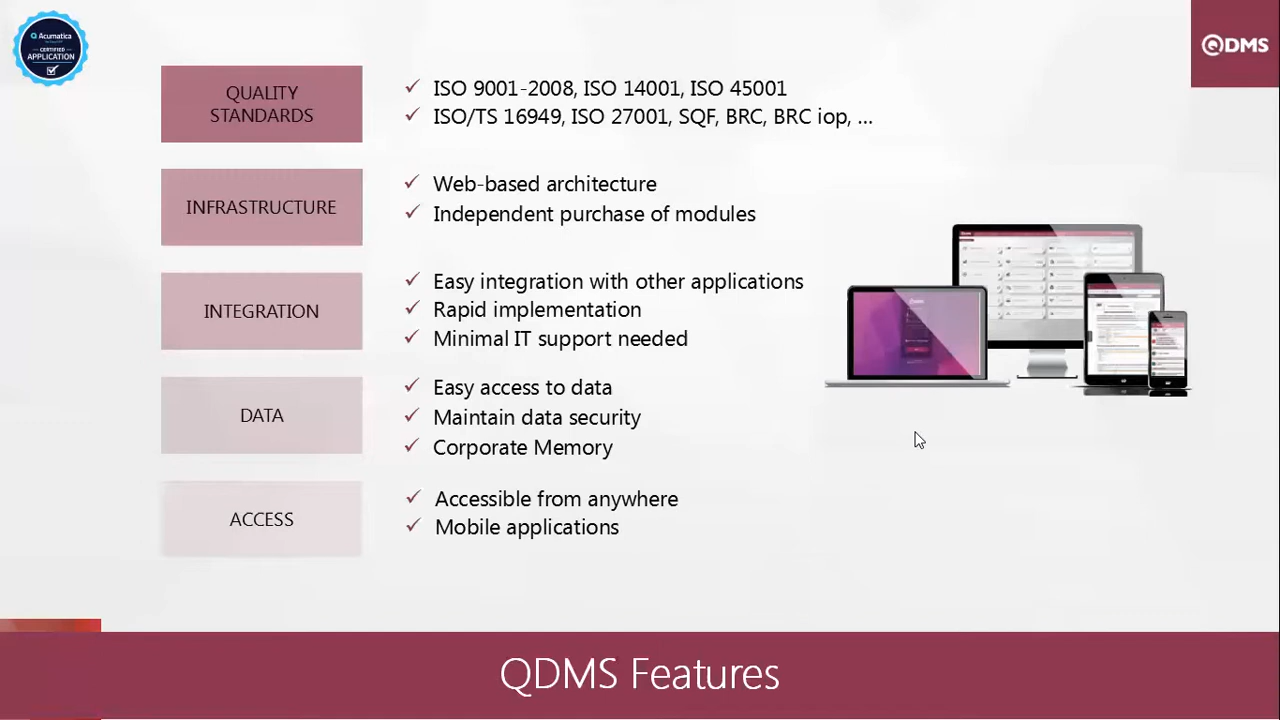 Acumatica
CERTIFIED
APPLICATION
QDMS
QUALITY
STANDARDS
ISO 9001-2008, ISO 14001, ISO 45001
ISO/TS 16949, ISO 27001, SQF, BRC, BRC iop, ...
INFRASTRUCTURE
Web-based architecture
Independent purchase of modules
INTEGRATION
Easy integration with other applications
Rapid implementation
Minimal IT support needed
DATA
Easy access to data
Maintain data security
Corporate Memory
ACCESS
Accessible from anywhere
Mobile applications
QDMS Features